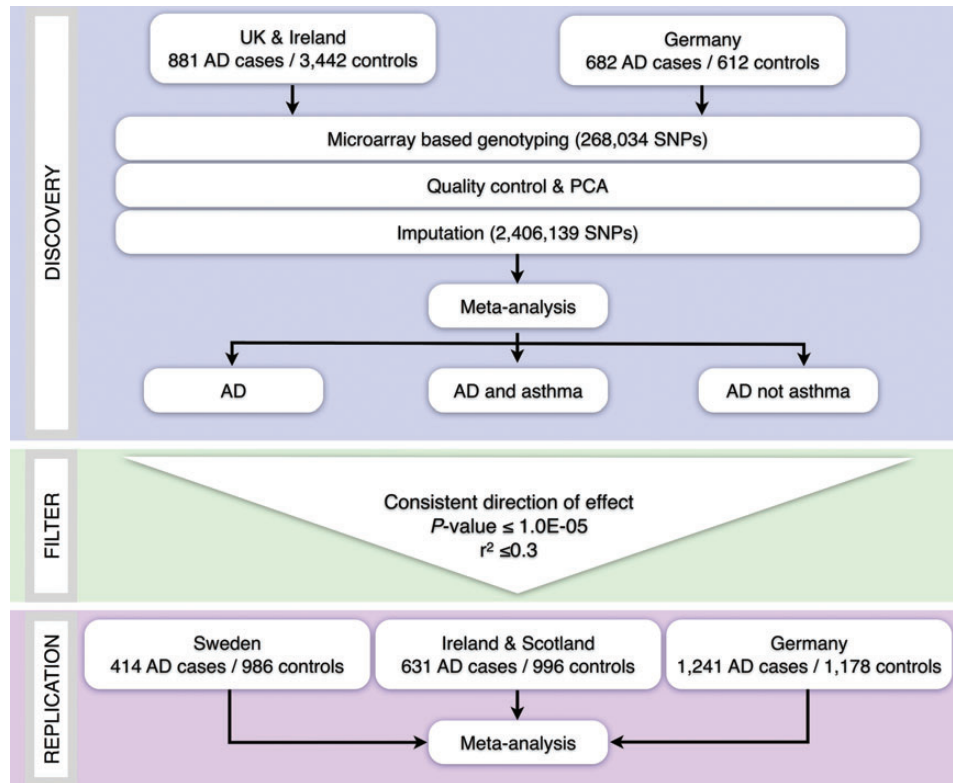 DISCOVERY
UK & Ireland
881 AD cases / 3,442 controls
Germany
682 AD cases / 612 controls
Microarray based genotyping (268,034 SNPs)
Quality control & PCA
Imputation (2,406,139 SNPs)
Meta-analysis
AD
AD and asthma
AD not asthma
FILTER
Consistent direction of effect
P-value ≤ 1.0E-05
r² ≤0.3
REPLICATION
Sweden
414 AD cases / 986 controls
Ireland & Scotland
631 AD cases / 996 controls
Germany
1,241 AD cases / 1,178 controls
Meta-analysis